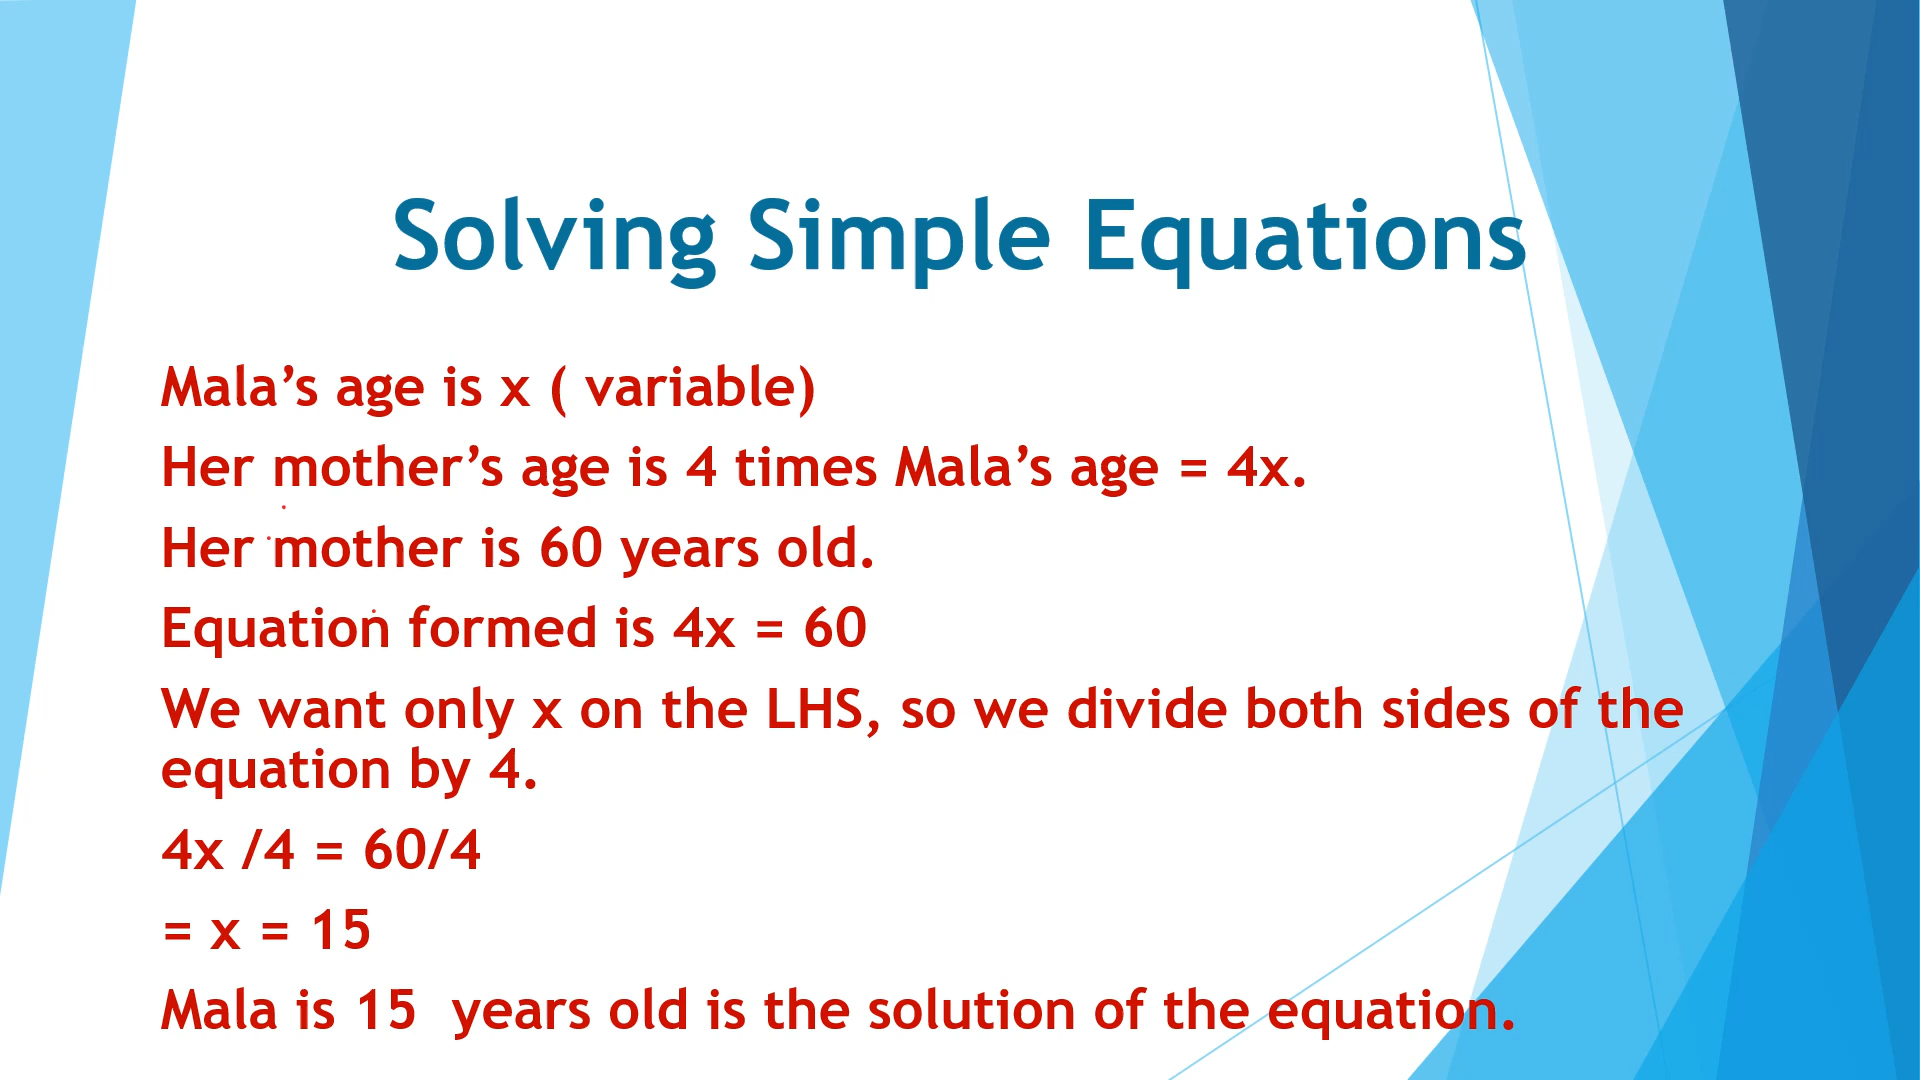 Solving Simple Equations
Mala’s age is x ( variable)
Her mother’s age is 4 times Mala’s age = 4x.
Her mother is 60 years old.
Equation formed is 4x = 60
We want only x on the LHS, so we divide both sides of the
equation by 4.
4x /4 = 60/4
= x = 15
Mala is 15  years old is the solution of the equation.